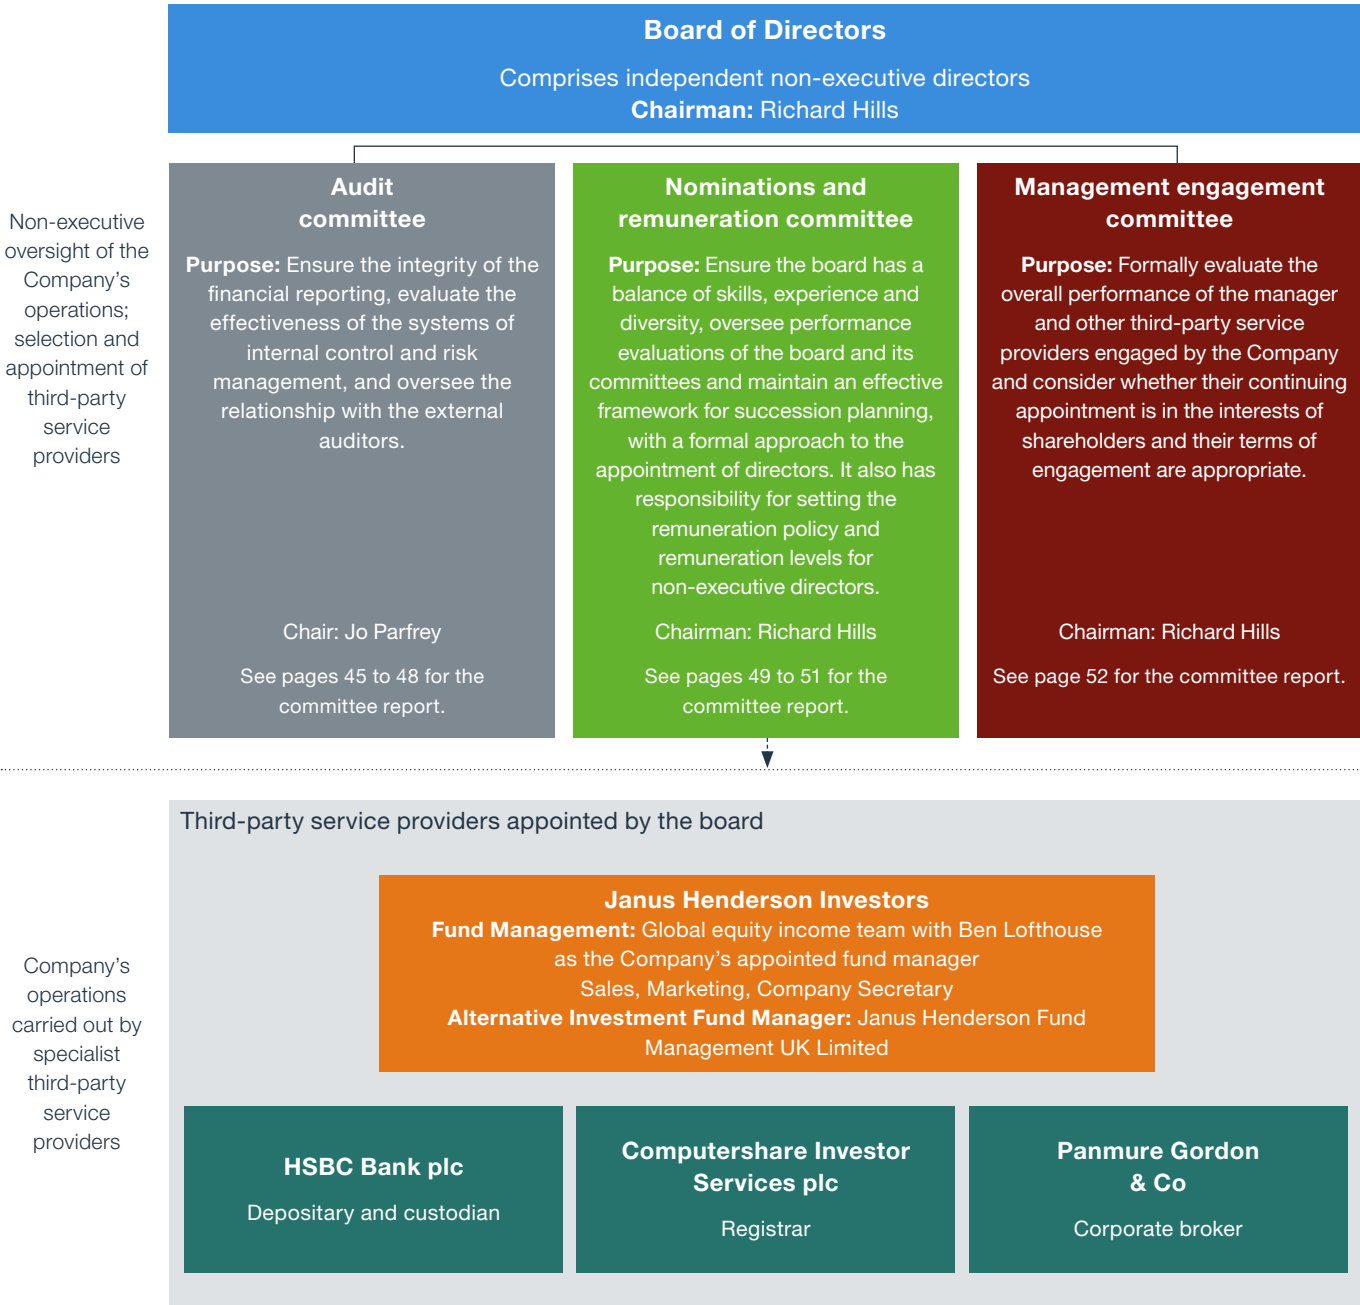 Board of Directors
Comprises independent non-executive directors
Chairman: Richard Hills
Non-executive
oversight of the
Company’s
operations;
selection and
appointment of
third-party
service
providers
Audit
committee
Purpose: Ensure the integrity of the
financial reporting, evaluate the
effectiveness of the systems of
internal control and risk
management, and oversee the
relationship with the external
auditors.
Chair: Jo Parfrey
See pages 45 to 48 for the
committee report.
Nominations and
remuneration committee
Purpose: Ensure the board has a
balance of skills, experience and
diversity, oversee performance
evaluations of the board and its
committees and maintain an effective
framework for succession planning,
with a formal approach to the
appointment of directors. It also has
responsibility for setting the
remuneration policy and
remuneration levels for
non-executive directors.
Chairman: Richard Hills
See pages 49 to 51 for the
committee report.
Management engagement
committee
Purpose: Formally evaluate the
overall performance of the manager
and other third-party service
providers engaged by the Company
and consider whether their continuing
appointment is in the interests of
shareholders and their terms of
engagement are appropriate.
Chairman: Richard Hills
See page 52 for the committee report.
Company’s
operations
carried out by
specialist
third-party
service
providers
Third-party service providers appointed by the board
Janus Henderson Investors
Fund Management: Global equity income team with Ben Lofthouse
as the Company’s appointed fund manager
Sales, Marketing, Company Secretary
Alternative Investment Fund Manager: Janus Henderson Fund
Management UK Limited
HSBC Bank plc
Depositary and custodian
Computershare Investor
Services plc
Registrar
Panmure Gordon
& Co
Corporate broker